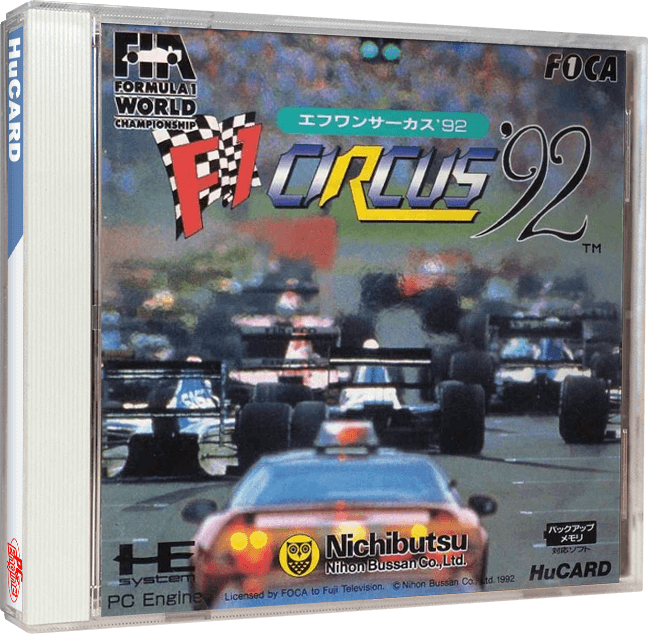 HuCARD
FIA
FORMULA 1
WORLD
CHAMPIONSHIP
FOCA
エフワンサーカス'92
F1 CIRCUS '92
TM
HE
system
PC Engine
Nichibutsu
Nihon Bussan Co., Ltd.
Licensed by FOCA to Fuji Television. © Nihon Bussan Co., Ltd. 1992
バックアップ
メモリ
対応ソフト
HuCARD